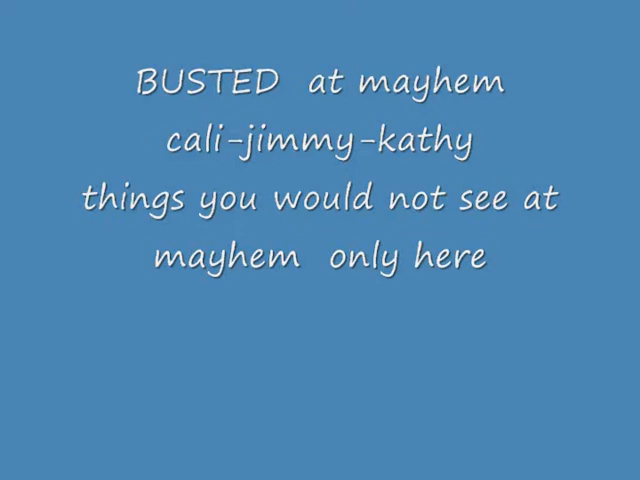 BUSTED at mayhem
cali-jimmy-kathy
things you would not see at
mayhem only here